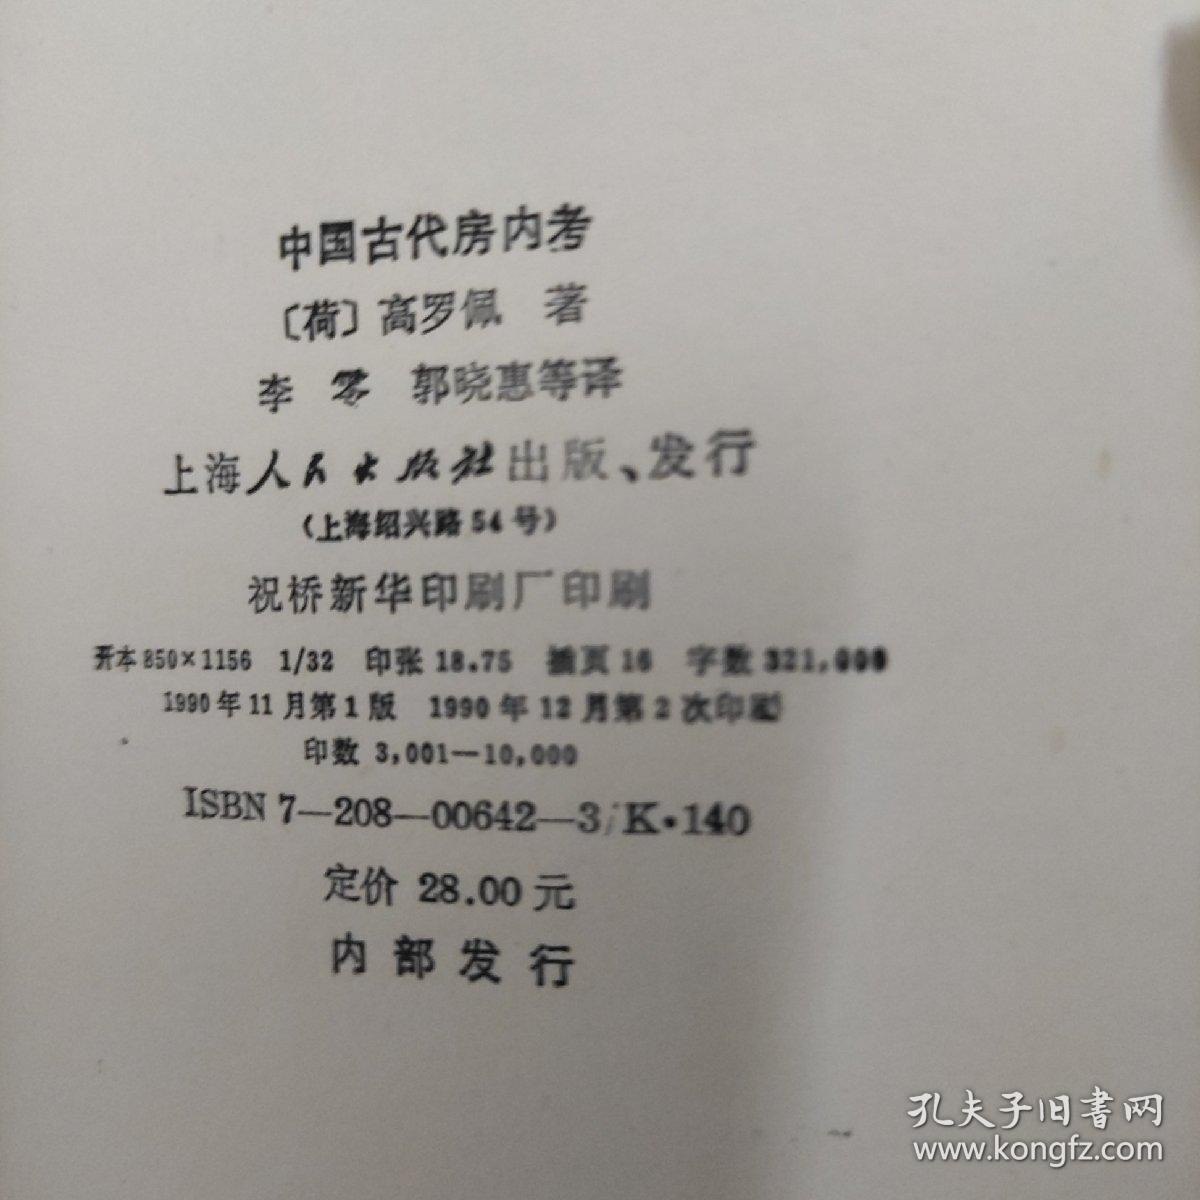 中国古代房内考
〔荷〕高罗佩 著
李零 郭晓惠等译
上海人民出版社出版、发行
(上海绍兴路54号)
祝桥新华印刷厂印刷
开本850×1156 1/32 印张18.75 插页16 字数321,000
1990年11月第1版 1990年12月第2次印刷
印数 3,001—10,000
ISBN7—208—00642—3/K·140
定价 28.00元
内部发行
孔夫子旧书网
www.kongfz.com